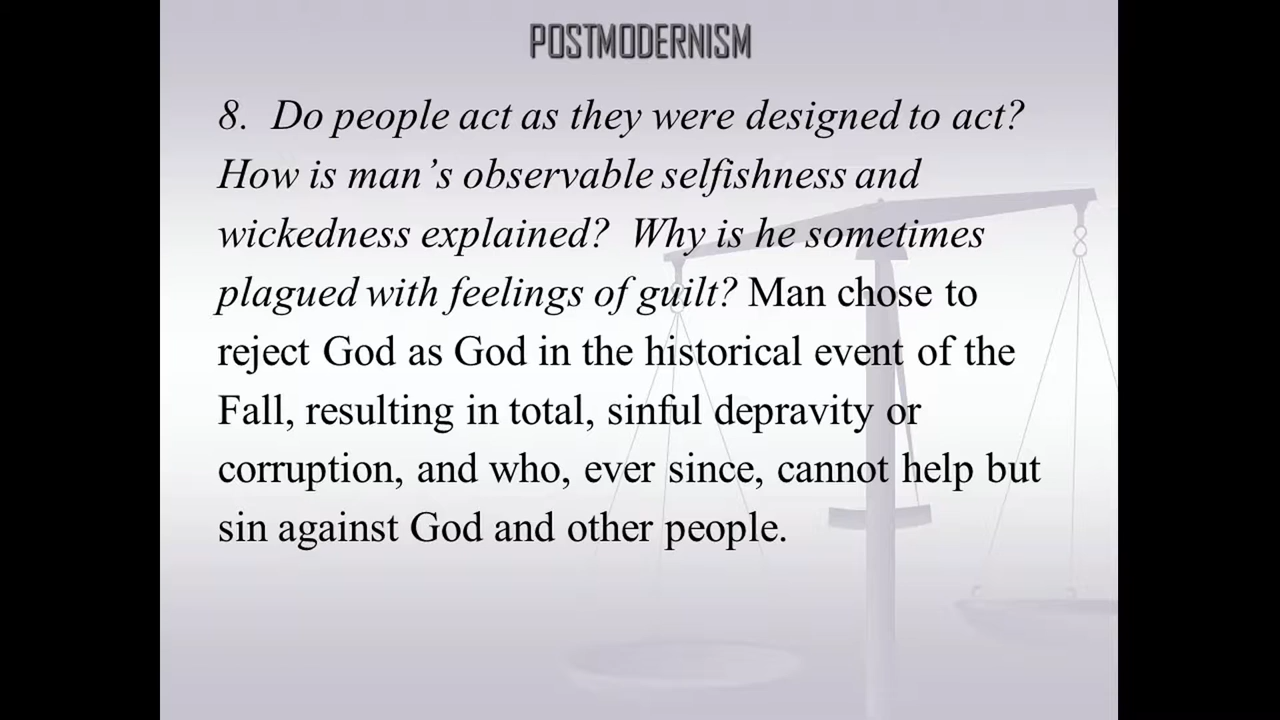 POSTMODERNISM
8. Do people act as they were designed to act?
How is man’s observable selfishness and
wickedness explained? Why is he sometimes
plagued with feelings of guilt? Man chose to
reject God as God in the historical event of the
Fall, resulting in total, sinful depravity or
corruption, and who, ever since, cannot help but
sin against God and other people.